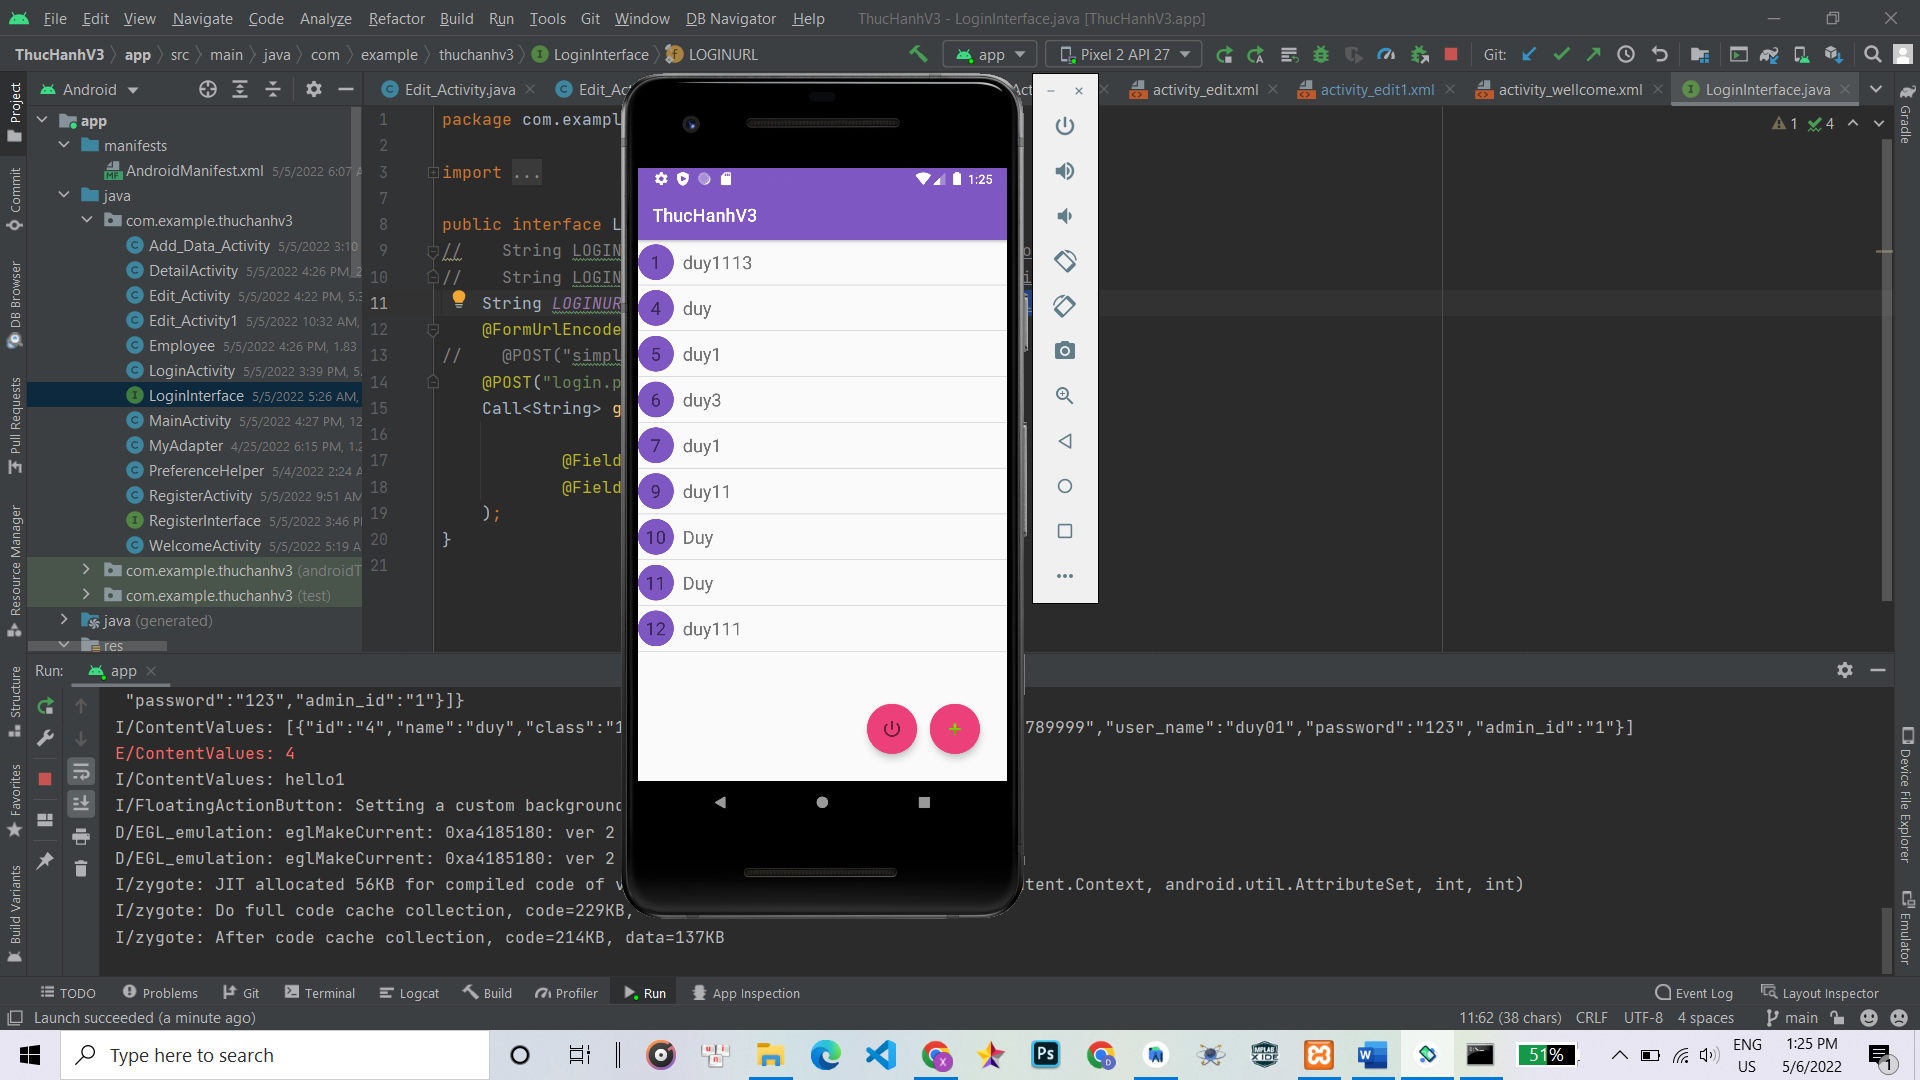 File Edit View Navigate Code Analyze Refactor Build Run Tools Git Window DB Navigator Help ThucHanhV3 - LoginInterface.java [ThucHanhV3.app]
ThucHanhV3 app src main java com example thuchanhv3 LoginInterface LOGINURL app Pixel 2 API 27 Git:
Android
Edit_Activity.java Edit_Ac Act activity_edit.xml activity_edit1.xml activity_wellcome.xml LoginInterface.java
Project
Commit
DB Browser
Pull Requests
Resource Manager
Structure
Favorites
Build Variants
app
manifests
AndroidManifest.xml 5/5/2022 6:07 A
java
com.example.thuchanhv3
Add_Data_Activity 5/5/2022 3:10
DetailActivity 5/5/2022 4:26 PM, 2
Edit_Activity 5/5/2022 4:22 PM, 5.3
Edit_Activity1 5/5/2022 10:32 AM,
Employee 5/5/2022 4:26 PM, 1.83
LoginActivity 5/5/2022 3:39 PM, 5.
LoginInterface 5/5/2022 5:26 AM,
MainActivity 5/5/2022 4:27 PM, 12
MyAdapter 4/25/2022 6:15 PM, 1.2
PreferenceHelper 5/4/2022 2:24 A
RegisterActivity 5/5/2022 9:51 AM
RegisterInterface 5/5/2022 3:46 P
WelcomeActivity 5/5/2022 5:19 A
com.example.thuchanhv3 (androidT
com.example.thuchanhv3 (test)
java (generated)
res
1 package com.examp
2
3 import ...
7
8 public interface L
9 // String LOGIN
10 // String LOGIN
11 String LOGINUR
12 @FormUrlEncode
13 // @POST("simpl
14 @POST("login.p
15 Call<String> g
16
17 @Field
18 @Field
19 );
20 }
21
1 4
Gradle
Device File Explorer
Emulator
1:25
ThucHanhV3
1 duy1113
4 duy
5 duy1
6 duy3
7 duy1
9 duy11
10 Duy
11 Duy
12 duy111
Run: app
"password":"123","admin_id":"1"}]}
I/ContentValues: [{"id":"4","name":"duy","class":"1 789999","user_name":"duy01","password":"123","admin_id":"1"}]
E/ContentValues: 4
I/ContentValues: hello1
I/FloatingActionButton: Setting a custom background
D/EGL_emulation: eglMakeCurrent: 0xa4185180: ver 2
D/EGL_emulation: eglMakeCurrent: 0xa4185180: ver 2
I/zygote: JIT allocated 56KB for compiled code of v tent.Context, android.util.AttributeSet, int, int)
I/zygote: Do full code cache collection, code=229KB,
I/zygote: After code cache collection, code=214KB, data=137KB
TODO Problems Git Terminal Logcat Build Profiler Run App Inspection Event Log Layout Inspector
Launch succeeded (a minute ago) 11:62 (38 chars) CRLF UTF-8 4 spaces main
Type here to search
51%
ENG
US
1:25 PM
5/6/2022
1